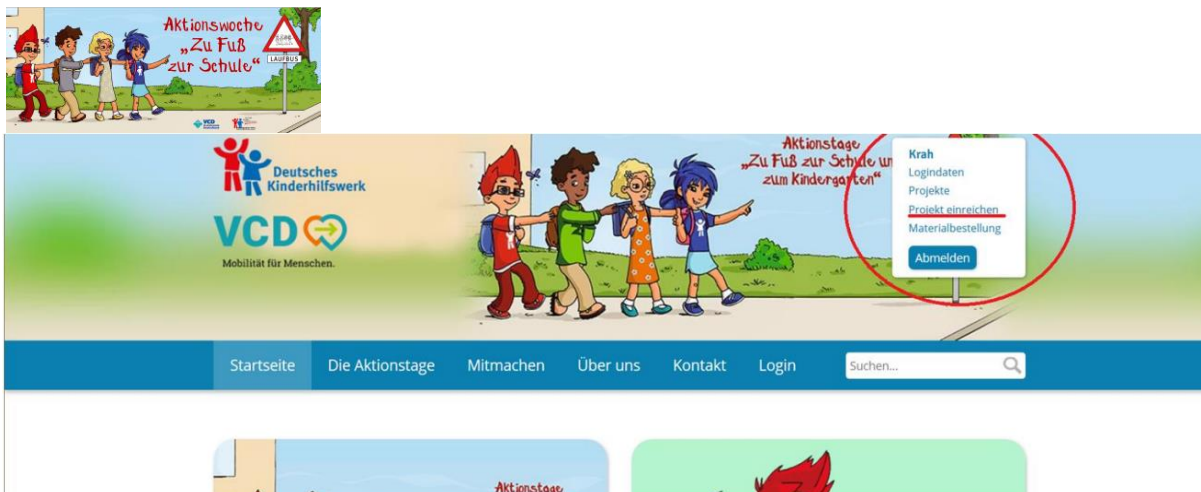 Aktionswoche
„Zu Fuß
zur Schule“
LAUFBUS
VCD
Deutsches
Kinderhilfswerk
VCD
Mobilität für Menschen.
Aktionstage
„Zu Fuß zur Schule un
zum Kindergarten“
Krah
Logindaten
Projekte
Projekt einreichen
Materialbestellung
Abmelden
Startseite Die Aktionstage Mitmachen Über uns Kontakt Login Suchen...
Aktionstage